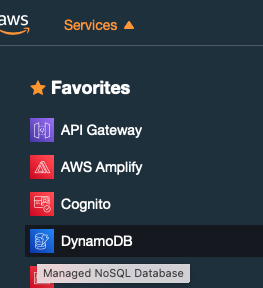 aws
Services
Favorites
API Gateway
AWS Amplify
Cognito
DynamoDB
Managed NoSQL Database